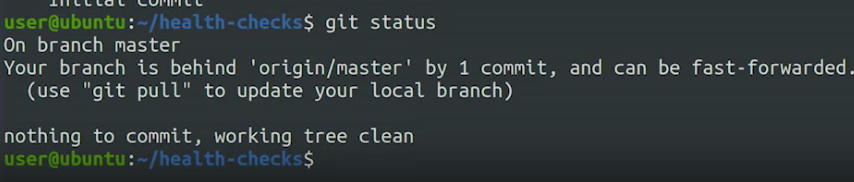 Initial commit
user@ubuntu:~/health-checks$ git status
On branch master
Your branch is behind 'origin/master' by 1 commit, and can be fast-forwarded.
  (use "git pull" to update your local branch)

nothing to commit, working tree clean
user@ubuntu:~/health-checks$